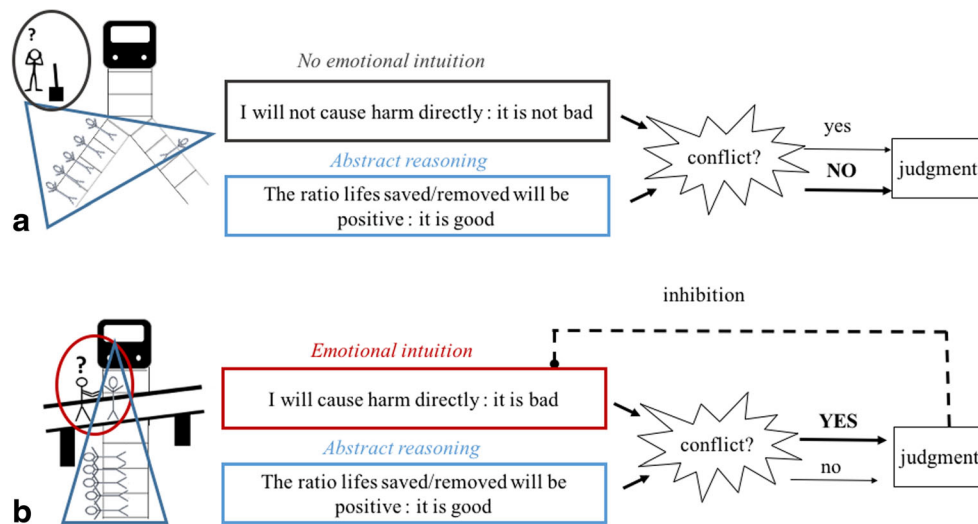 a
?
No emotional intuition
I will not cause harm directly : it is not bad
Abstract reasoning
The ratio lifes saved/removed will be
positive : it is good
conflict?
yes
NO
judgment
b
?
inhibition
Emotional intuition
I will cause harm directly : it is bad
Abstract reasoning
The ratio lifes saved/removed will be
positive : it is good
conflict?
YES
no
judgment